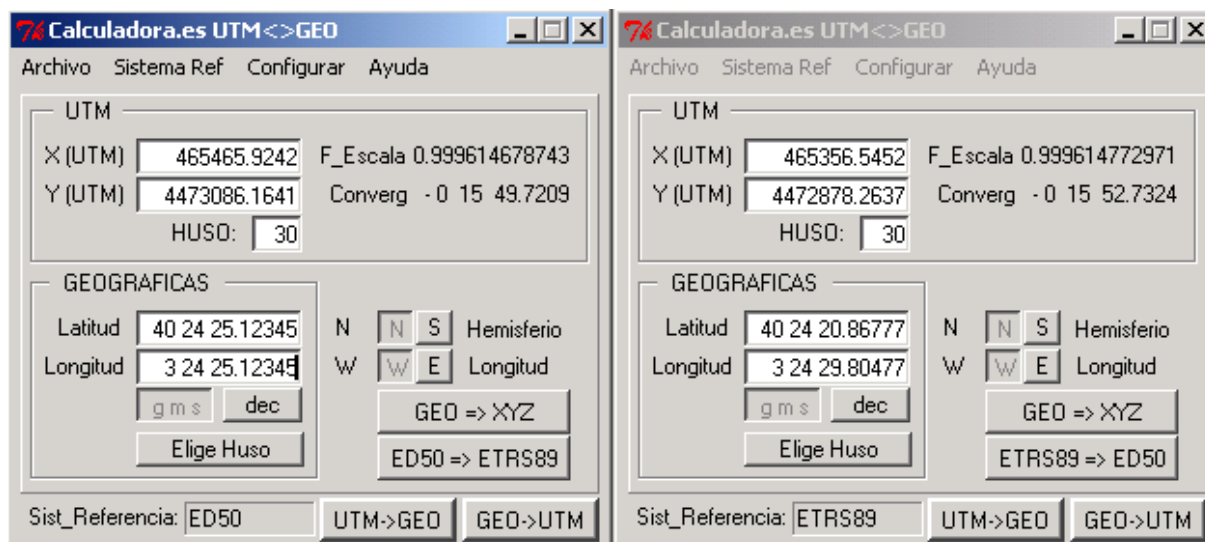 Calculadora.es UTM<>GEO
Archivo Sistema Ref Configurar Ayuda
UTM
X (UTM) 465465.9242 F_Escala 0.999614678743
Y (UTM) 4473086.1641 Converg - 0 15 49.7209
HUSO: 30
GEOGRAFICAS
Latitud 40 24 25.12345 N N S Hemisferio
Longitud 3 24 25.12345 W W E Longitud
g m s dec GEO => XYZ
Elige Huso ED50 => ETRS89
Sist_Referencia: ED50 UTM->GEO GEO->UTM
Calculadora.es UTM<>GEO
Archivo Sistema Ref Configurar Ayuda
UTM
X (UTM) 465356.5452 F_Escala 0.999614772971
Y (UTM) 4472878.2637 Converg - 0 15 52.7324
HUSO: 30
GEOGRAFICAS
Latitud 40 24 20.86777 N N S Hemisferio
Longitud 3 24 29.80477 W W E Longitud
g m s dec GEO => XYZ
Elige Huso ETRS89 => ED50
Sist_Referencia: ETRS89 UTM->GEO GEO->UTM